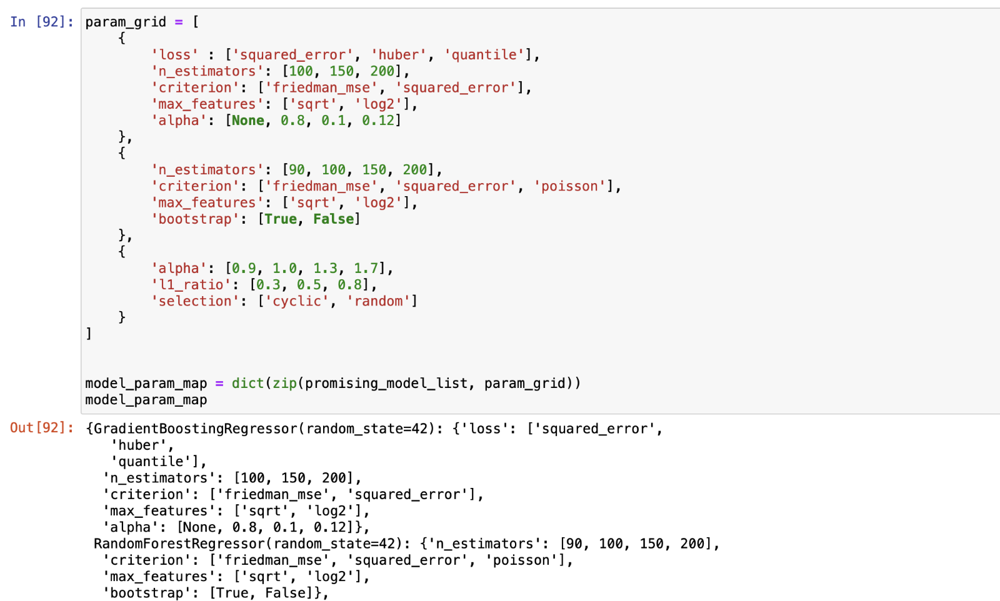 In [92]: param_grid = [
    {
        'loss' : ['squared_error', 'huber', 'quantile'],
        'n_estimators': [100, 150, 200],
        'criterion': ['friedman_mse', 'squared_error'],
        'max_features': ['sqrt', 'log2'],
        'alpha': [None, 0.8, 0.1, 0.12]
    },
    {
        'n_estimators': [90, 100, 150, 200],
        'criterion': ['friedman_mse', 'squared_error', 'poisson'],
        'max_features': ['sqrt', 'log2'],
        'bootstrap': [True, False]
    },
    {
        'alpha': [0.9, 1.0, 1.3, 1.7],
        'l1_ratio': [0.3, 0.5, 0.8],
        'selection': ['cyclic', 'random']
    }
]
model_param_map = dict(zip(promising_model_list, param_grid))
model_param_map
Out[92]: {GradientBoostingRegressor(random_state=42): {'loss': ['squared_error',
   'huber',
   'quantile'],
  'n_estimators': [100, 150, 200],
  'criterion': ['friedman_mse', 'squared_error'],
  'max_features': ['sqrt', 'log2'],
  'alpha': [None, 0.8, 0.1, 0.12]},
 RandomForestRegressor(random_state=42): {'n_estimators': [90, 100, 150, 200],
  'criterion': ['friedman_mse', 'squared_error', 'poisson'],
  'max_features': ['sqrt', 'log2'],
  'bootstrap': [True, False]},